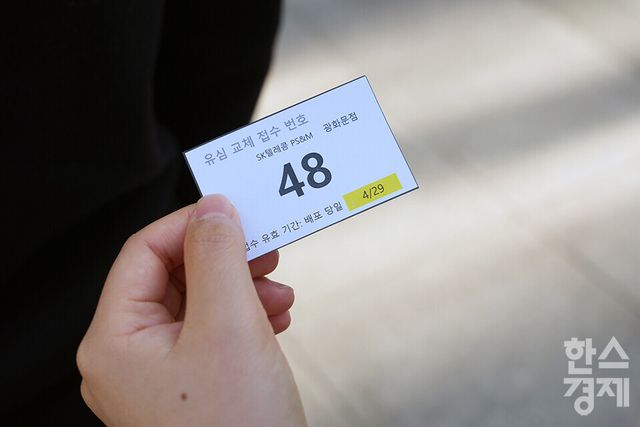 유심 교체 접수 번호
SK텔레콤 PS&M 광화문점
48
접수 유효 기간: 배포 당일 4/29
한스
경제